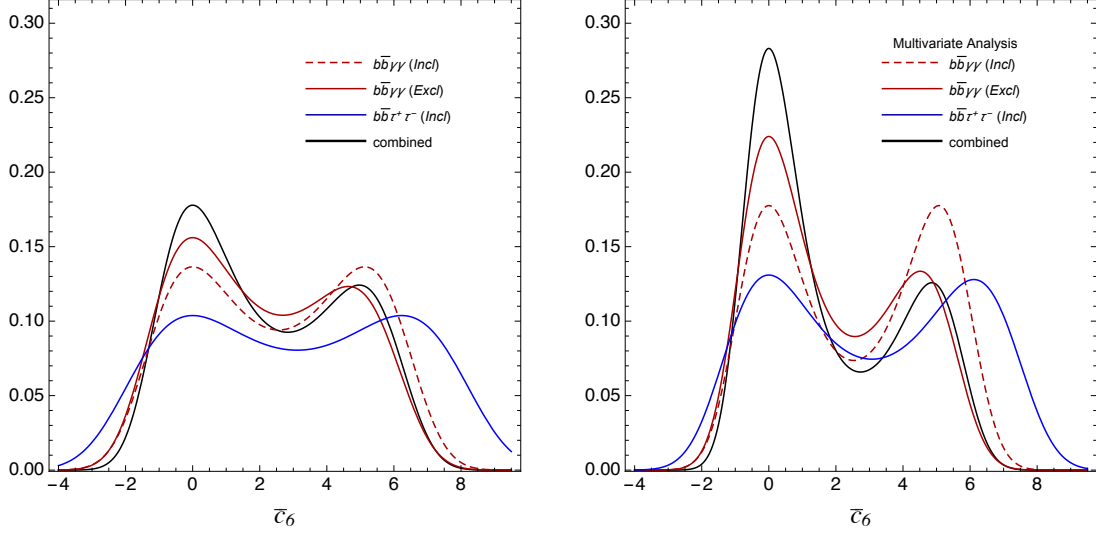 0.30
0.25
0.20
0.15
0.10
0.05
0.00
−4 −2 0 2 4 6 8
c̅₆
bb̅γγ (Incl)
bb̅γγ (Excl)
bb̅τ⁺τ⁻ (Incl)
combined
0.30
0.25
0.20
0.15
0.10
0.05
0.00
−4 −2 0 2 4 6 8
c̅₆
Multivariate Analysis
bb̅γγ (Incl)
bb̅γγ (Excl)
bb̅τ⁺τ⁻ (Incl)
combined